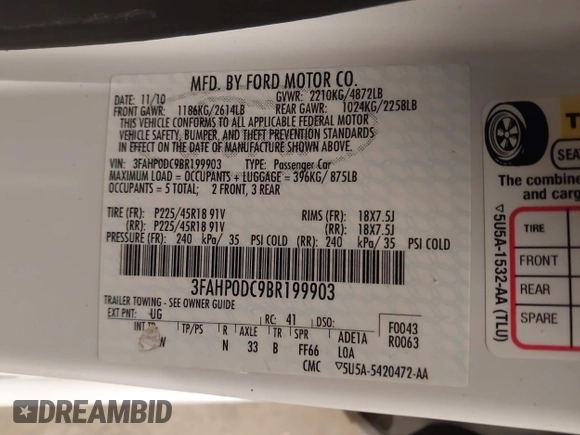 MFD. BY FORD MOTOR CO.
DATE: 11/10 GVWR: 2210KG/4872LB
FRONT GAWR: 1186KG/2614LB REAR GAWR: 1024KG/2258LB
THIS VEHICLE CONFORMS TO ALL APPLICABLE FEDERAL MOTOR
VEHICLE SAFETY, BUMPER, AND THEFT PREVENTION STANDARDS
IN EFFECT ON THE DATE OF MANUFACTURE SHOWN ABOVE.
VIN: 3FAHP0DC9BR199903 TYPE: Passenger Car
MAXIMUM LOAD = OCCUPANTS + LUGGAGE = 396KG/ 875LB
OCCUPANTS = 5 TOTAL; 2 FRONT, 3 REAR
TIRE (FR): P225/45R18 91V RIMS (FR): 18X7.5J
(RR): P225/45R18 91V (RR): 18X7.5J
PRESSURE (FR): 240 kPa/ 35 PSI COLD (RR): 240 kPa/ 35 PSI COLD
3FAHP0DC9BR199903
TRAILER TOWING - SEE OWNER GUIDE
EXT PNT: UG RC: 41 DSO: F0043
INT TR TP/PS R AXLE TR SPR ADE1A R0063
W N 33 B FF66 LOA
CMC ▽5U5A-5420472-AA
SEA
The combine
and carg
TIRE
FRONT
REAR
SPARE
▽5U5A-1532-AA (TLU)
DREAMBID